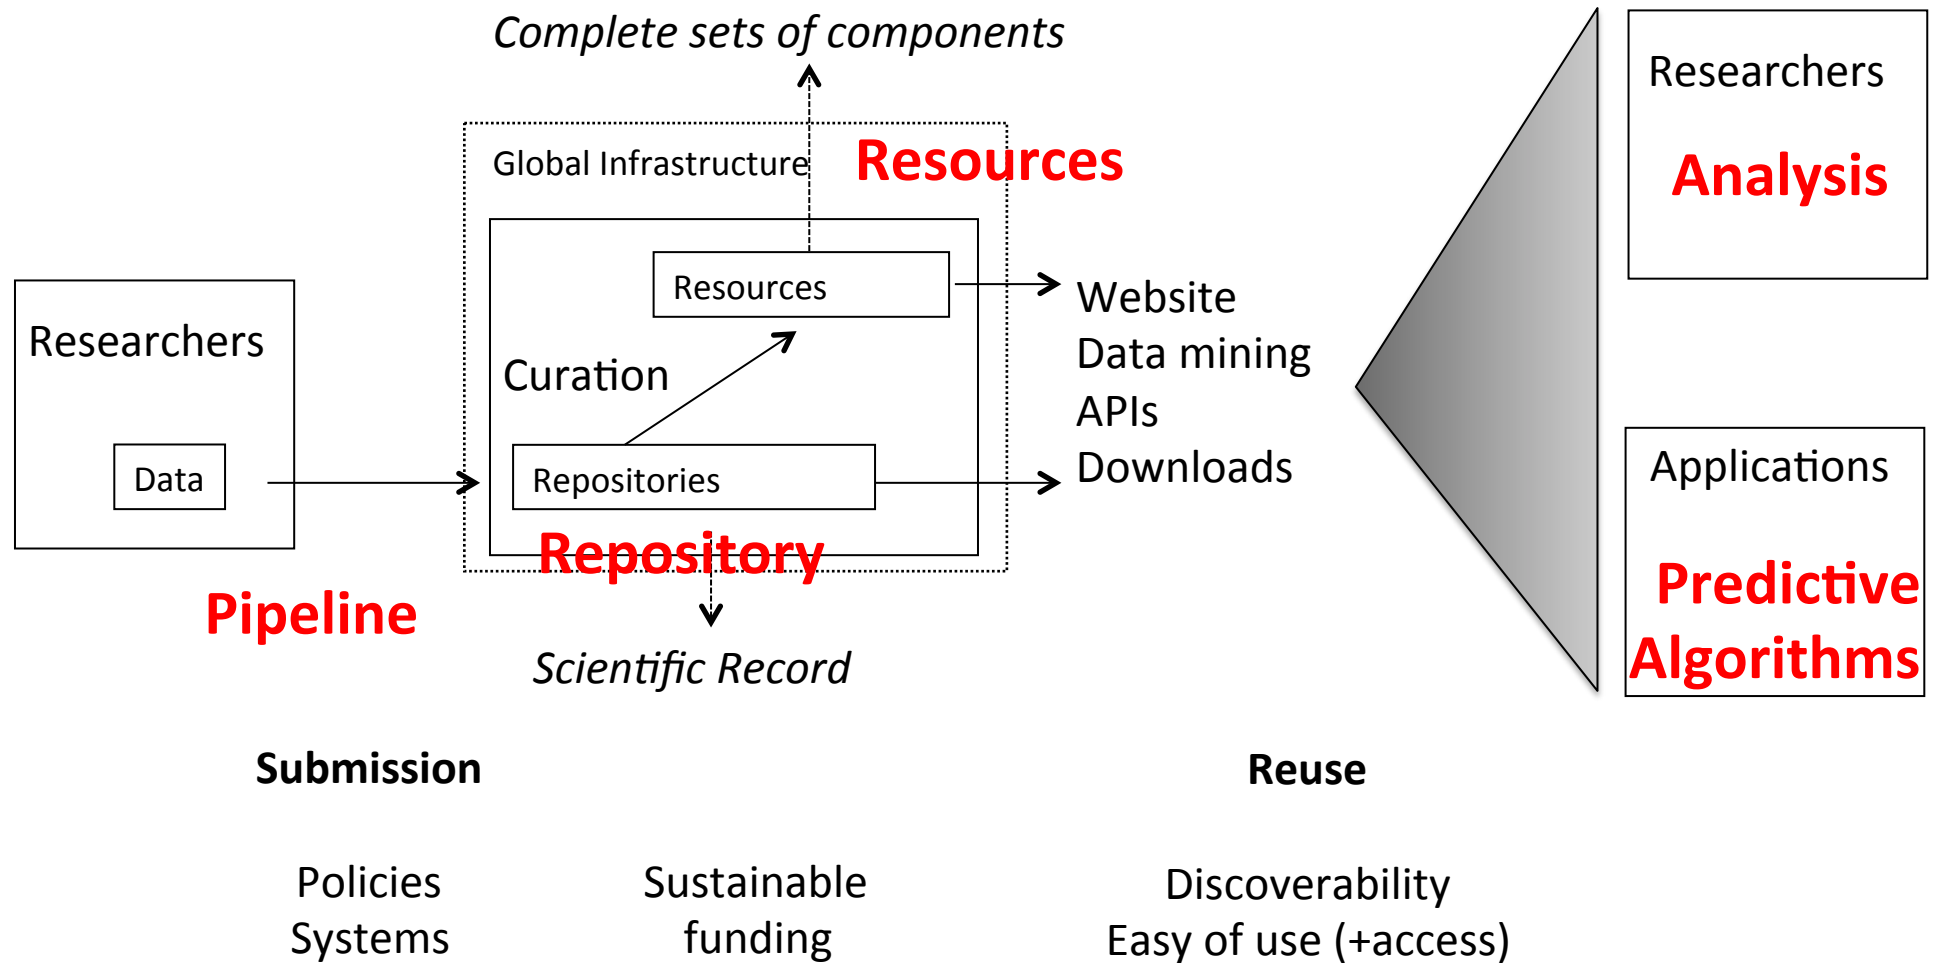 Complete sets of components
Global Infrastructure
Resources
Resources
Researchers
Data
Curation
Repositories
Repository
Pipeline
Scientific Record
Website
Data mining
APIs
Downloads
Researchers
Analysis
Applications
Predictive
Algorithms
Submission
Reuse
Policies
Systems
Sustainable
funding
Discoverability
Easy of use (+access)